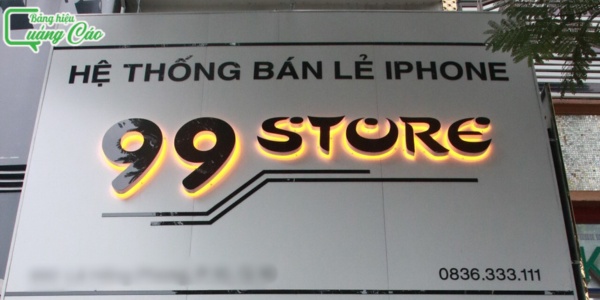 Bảng hiệu
Quảng Cáo
HỆ THỐNG BÁN LẺ IPHONE
99 STORE
0836.333.111
K